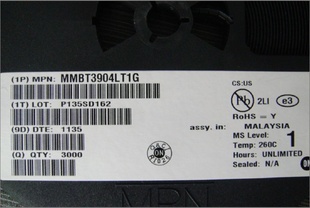 (1P) MPN: MMBT3904LT1G
(1T) LOT: P135SD162
(9D) DTE: 1135
(Q) QTY: 3000
CS:US
Pb 2LI e3
RoHS = Y
assy. in: MALAYSIA
MS Level: 1
Temp: 260C
Hours: UNLIMITED
Sealed: N/A
MPN